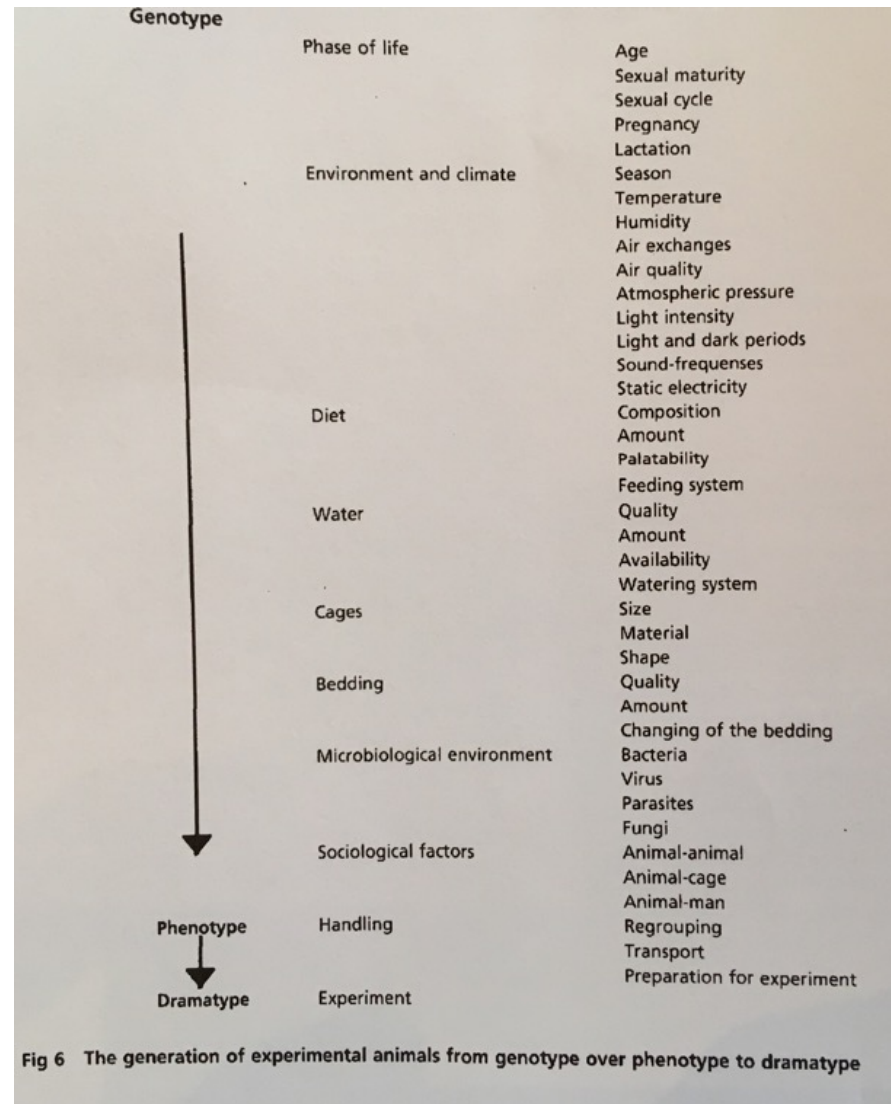 Genotype
Phase of life Age
Sexual maturity
Sexual cycle
Pregnancy
Lactation
Environment and climate Season
Temperature
Humidity
Air exchanges
Air quality
Atmospheric pressure
Light intensity
Light and dark periods
Sound-frequenses
Static electricity
Diet Composition
Amount
Palatability
Feeding system
Water Quality
Amount
Availability
Watering system
Cages Size
Material
Shape
Bedding Quality
Amount
Changing of the bedding
Microbiological environment Bacteria
Virus
Parasites
Fungi
Sociological factors Animal-animal
Animal-cage
Animal-man
Phenotype Handling Regrouping
Transport
Preparation for experiment
Dramatype Experiment
Fig 6 The generation of experimental animals from genotype over phenotype to dramatype